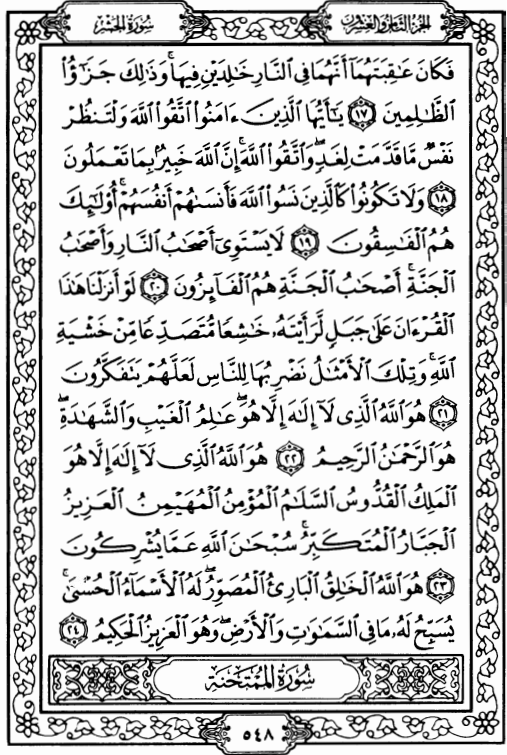 الجزء الثامن والعشرون
سورة الحشر
فَكَانَ عَٰقِبَتَهُمَآ أَنَّهُمَا فِى ٱلنَّارِ خَٰلِدَيْنِ فِيهَا ۚ وَذَٰلِكَ جَزَٰٓؤُا۟
ٱلظَّٰلِمِينَ ١٧ يَٰٓأَيُّهَا ٱلَّذِينَ ءَامَنُوا۟ ٱتَّقُوا۟ ٱللَّهَ وَلْتَنظُرْ
نَفْسٌ مَّا قَدَّمَتْ لِغَدٍ ۖ وَٱتَّقُوا۟ ٱللَّهَ ۚ إِنَّ ٱللَّهَ خَبِيرٌۢ بِمَا تَعْمَلُونَ
١٨ وَلَا تَكُونُوا۟ كَٱلَّذِينَ نَسُوا۟ ٱللَّهَ فَأَنسَىٰهُمْ أَنفُسَهُمْ ۚ أُو۟لَٰٓئِكَ
هُمُ ٱلْفَٰسِقُونَ ١٩ لَا يَسْتَوِىٓ أَصْحَٰبُ ٱلنَّارِ وَأَصْحَٰبُ
ٱلْجَنَّةِ ۚ أَصْحَٰبُ ٱلْجَنَّةِ هُمُ ٱلْفَآئِزُونَ ٢٠ لَوْ أَنزَلْنَا هَٰذَا
ٱلْقُرْءَانَ عَلَىٰ جَبَلٍ لَّرَأَيْتَهُۥ خَٰشِعًا مُّتَصَدِّعًا مِّنْ خَشْيَةِ
ٱللَّهِ ۚ وَتِلْكَ ٱلْأَمْثَٰلُ نَضْرِبُهَا لِلنَّاسِ لَعَلَّهُمْ يَتَفَكَّرُونَ
٢١ هُوَ ٱللَّهُ ٱلَّذِى لَآ إِلَٰهَ إِلَّا هُوَ ۖ عَٰلِمُ ٱلْغَيْبِ وَٱلشَّهَٰدَةِ ۖ
هُوَ ٱلرَّحْمَٰنُ ٱلرَّحِيمُ ٢٢ هُوَ ٱللَّهُ ٱلَّذِى لَآ إِلَٰهَ إِلَّا هُوَ
ٱلْمَلِكُ ٱلْقُدُّوسُ ٱلسَّلَٰمُ ٱلْمُؤْمِنُ ٱلْمُهَيْمِنُ ٱلْعَزِيزُ
ٱلْجَبَّارُ ٱلْمُتَكَبِّرُ ۚ سُبْحَٰنَ ٱللَّهِ عَمَّا يُشْرِكُونَ
٢٣ هُوَ ٱللَّهُ ٱلْخَٰلِقُ ٱلْبَارِئُ ٱلْمُصَوِّرُ ۖ لَهُ ٱلْأَسْمَآءُ ٱلْحُسْنَىٰ ۚ
يُسَبِّحُ لَهُۥ مَا فِى ٱلسَّمَٰوَٰتِ وَٱلْأَرْضِ ۖ وَهُوَ ٱلْعَزِيزُ ٱلْحَكِيمُ ٢٤
سورة الممتحنة
٥٤٨